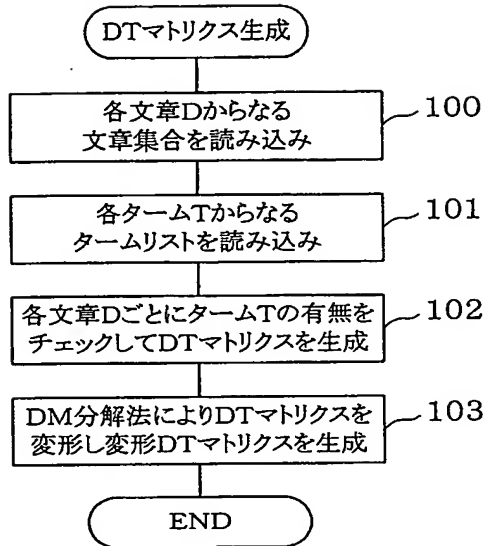 DTマトリクス生成
各文章Dからなる
文章集合を読み込み
100
各タームTからなる
タームリストを読み込み
101
各文章DごとにタームTの有無を
チェックしてDTマトリクスを生成
102
DM分解法によりDTマトリクスを
変形し変形DTマトリクスを生成
103
END